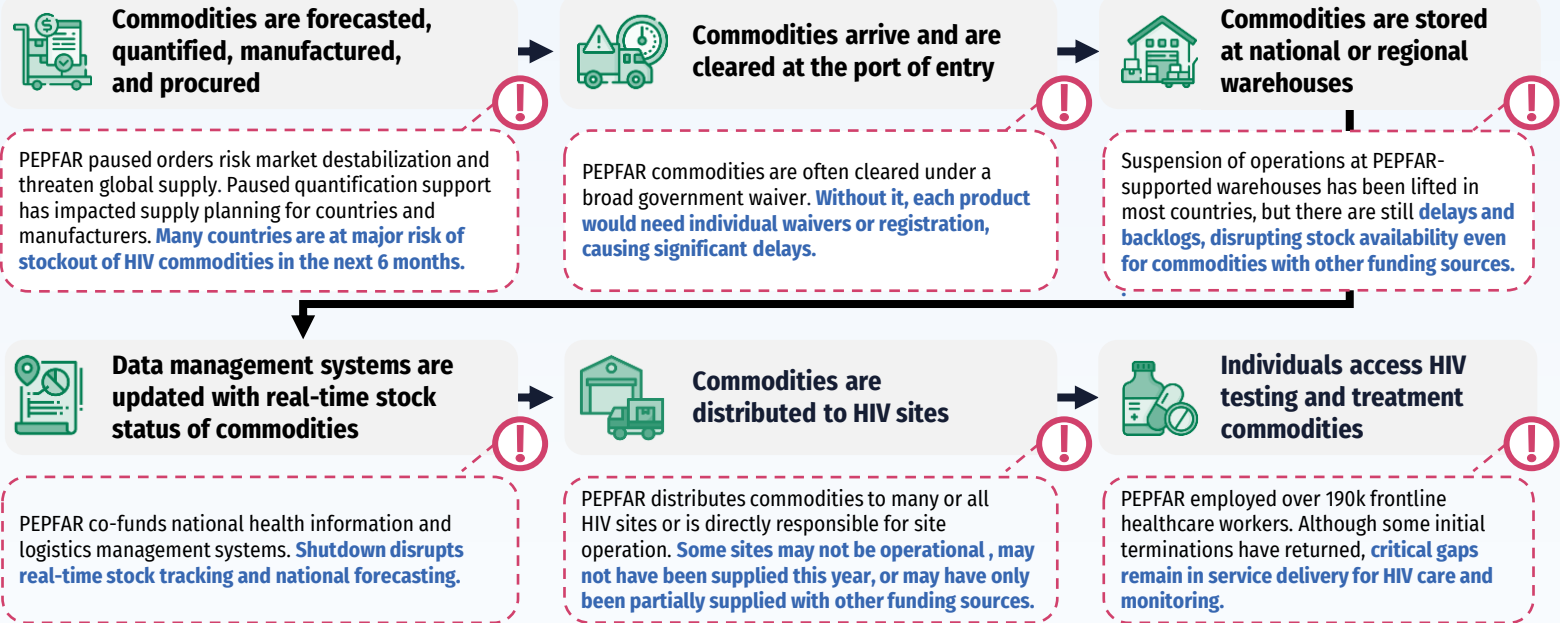 Commodities are forecasted,
quantified, manufactured,
and procured
Commodities arrive and are
cleared at the port of entry
Commodities are stored
at national or regional
warehouses
PEPFAR paused orders risk market destabilization and
threaten global supply. Paused quantification support
has impacted supply planning for countries and
manufacturers. Many countries are at major risk of
stockout of HIV commodities in the next 6 months.
PEPFAR commodities are often cleared under a
broad government waiver. Without it, each product
would need individual waivers or registration,
causing significant delays.
Suspension of operations at PEPFAR-
supported warehouses has been lifted in
most countries, but there are still delays and
backlogs, disrupting stock availability even
for commodities with other funding sources.
Data management systems are
updated with real-time stock
status of commodities
Commodities are
distributed to HIV sites
Individuals access HIV
testing and treatment
commodities
PEPFAR co-funds national health information and
logistics management systems. Shutdown disrupts
real-time stock tracking and national forecasting.
PEPFAR distributes commodities to many or all
HIV sites or is directly responsible for site
operation. Some sites may not be operational , may
not have been supplied this year, or may have only
been partially supplied with other funding sources.
PEPFAR employed over 190k frontline
healthcare workers. Although some initial
terminations have returned, critical gaps
remain in service delivery for HIV care and
monitoring.